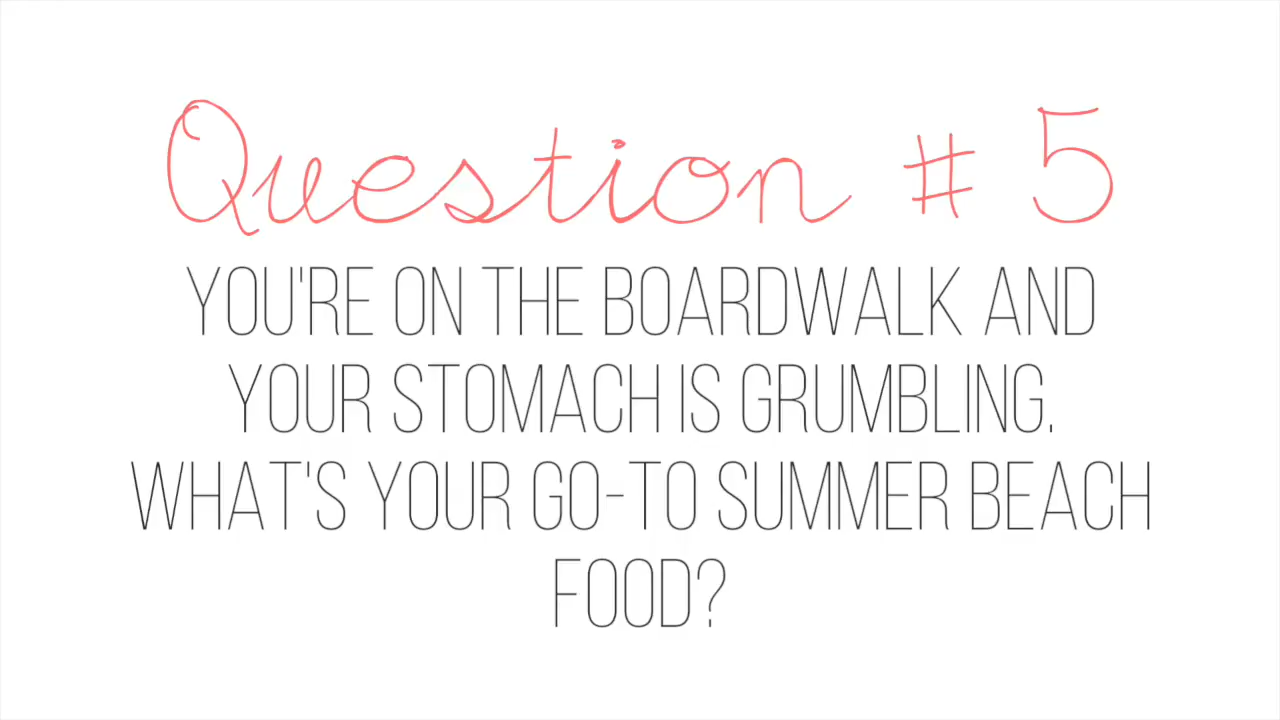 Question # 5
YOU'RE ON THE BOARDWALK AND
YOUR STOMACH IS GRUMBLING.
WHAT'S YOUR GO-TO SUMMER BEACH
FOOD?